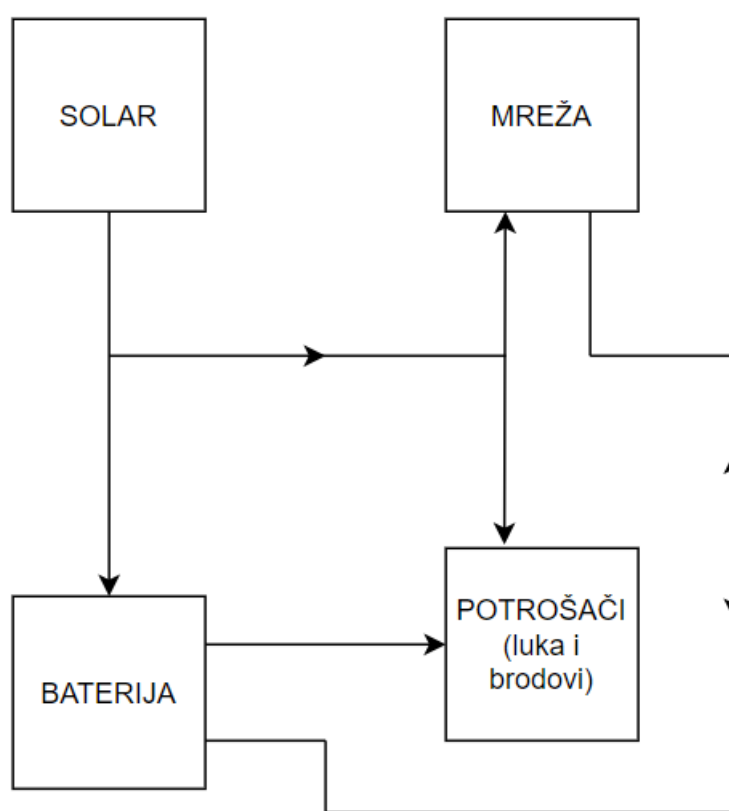 SOLAR
MREŽA
BATERIJA
POTROŠAČI
(luka i
brodovi)